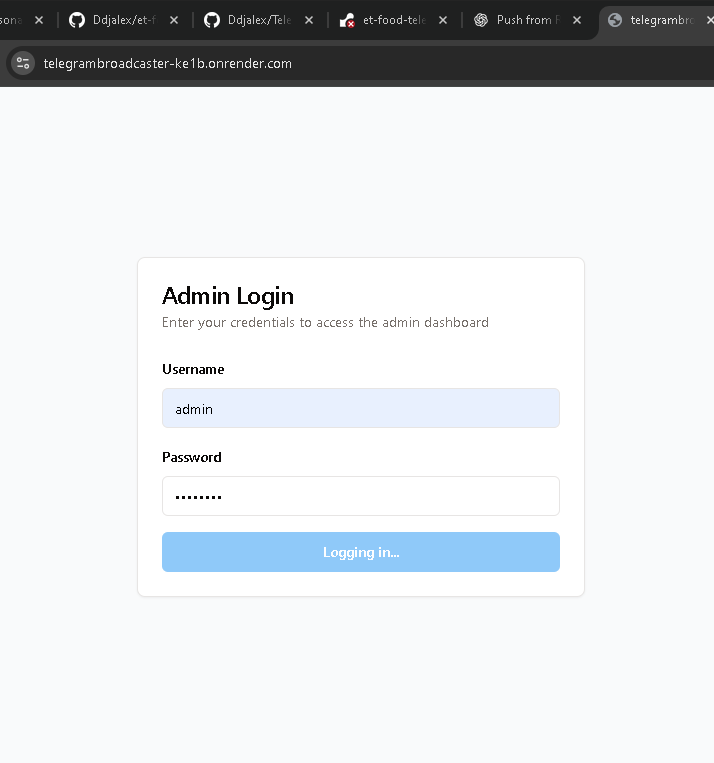 sona
Ddjalex/et-f
Ddjalex/Tele
et-food-tele
Push from
telegrambro
telegrambroadcaster-ke1b.onrender.com
Admin Login
Enter your credentials to access the admin dashboard
Username
admin
Password
••••••••
Logging in...